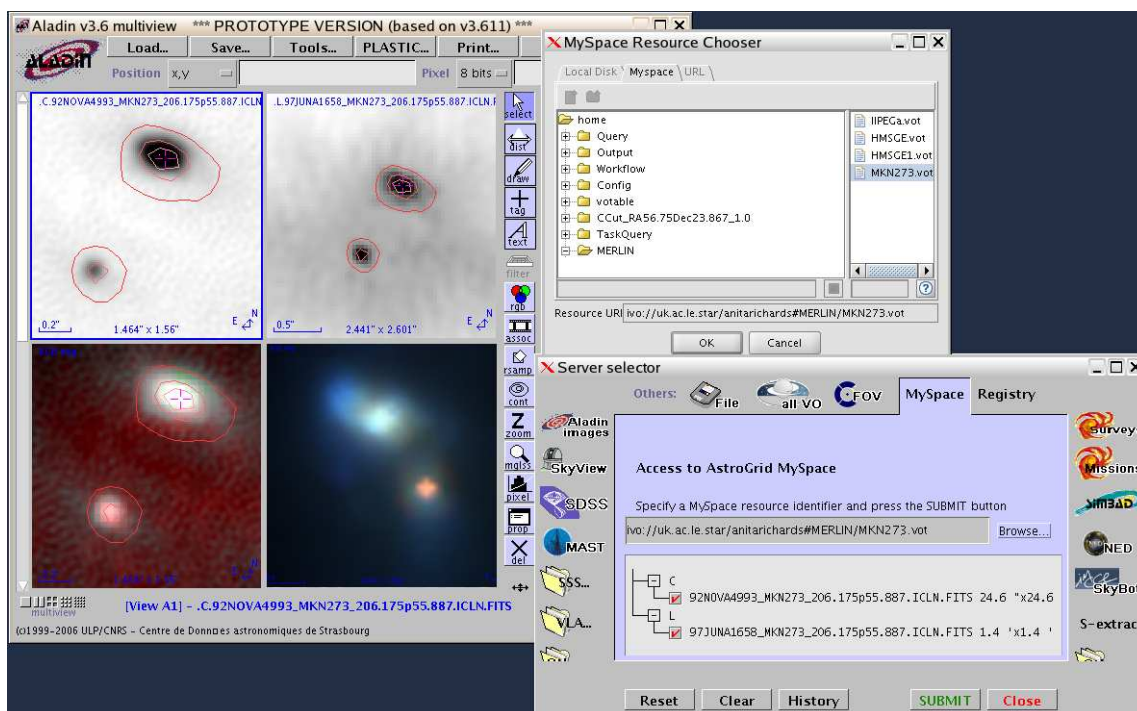 Aladin v3.6 multiview *** PROTOTYPE VERSION (based on v3.611) ***
ALADIN
Load... Save... Tools... PLASTIC... Print...
Position x,y Pixel 8 bits
.C.92NOVA4993_MKN273_206.175p55.887.ICLN
.L.97JUNA1658_MKN273_206.175p55.887.ICLN.F
0.2" 1.464" x 1.56" E N
0.5" 2.441" x 2.601" E N
select
dist
draw
tag
text
filter
rgb
assoc
rsamp
cont
zoom
mglss
pixel
prop
del
multiview
[View A1] - .C.92NOVA4993_MKN273_206.175p55.887.ICLN.FITS
(c)1999-2006 ULP/CNRS - Centre de Données astronomiques de Strasbourg
MySpace Resource Chooser
Local Disk Myspace URL
home
Query
Output
Workflow
Config
votable
CCut_RA56.75Dec23.867_1.0
TaskQuery
MERLIN
IIPEGa.vot
HMSGE.vot
HMSGE1.vot
MKN273.vot
Resource URI ivo://uk.ac.le.star/anitarichards#MERLIN/MKN273.vot
OK Cancel
Server selector
Others: File all VO FOV MySpace Registry
Aladin images
SkyView
SDSS
MAST
SSS...
VLA...
Access to AstroGrid MySpace
Specify a MySpace resource identifier and press the SUBMIT button
ivo://uk.ac.le.star/anitarichards#MERLIN/MKN273.vot Browse...
C
92NOVA4993_MKN273_206.175p55.887.ICLN.FITS 24.6 "x24.6
L
97JUNA1658_MKN273_206.175p55.887.ICLN.FITS 1.4 'x1.4 '
Surveys
Missions
SIMBAD
NED
SkyBot
S-extrac
Reset Clear History SUBMIT Close